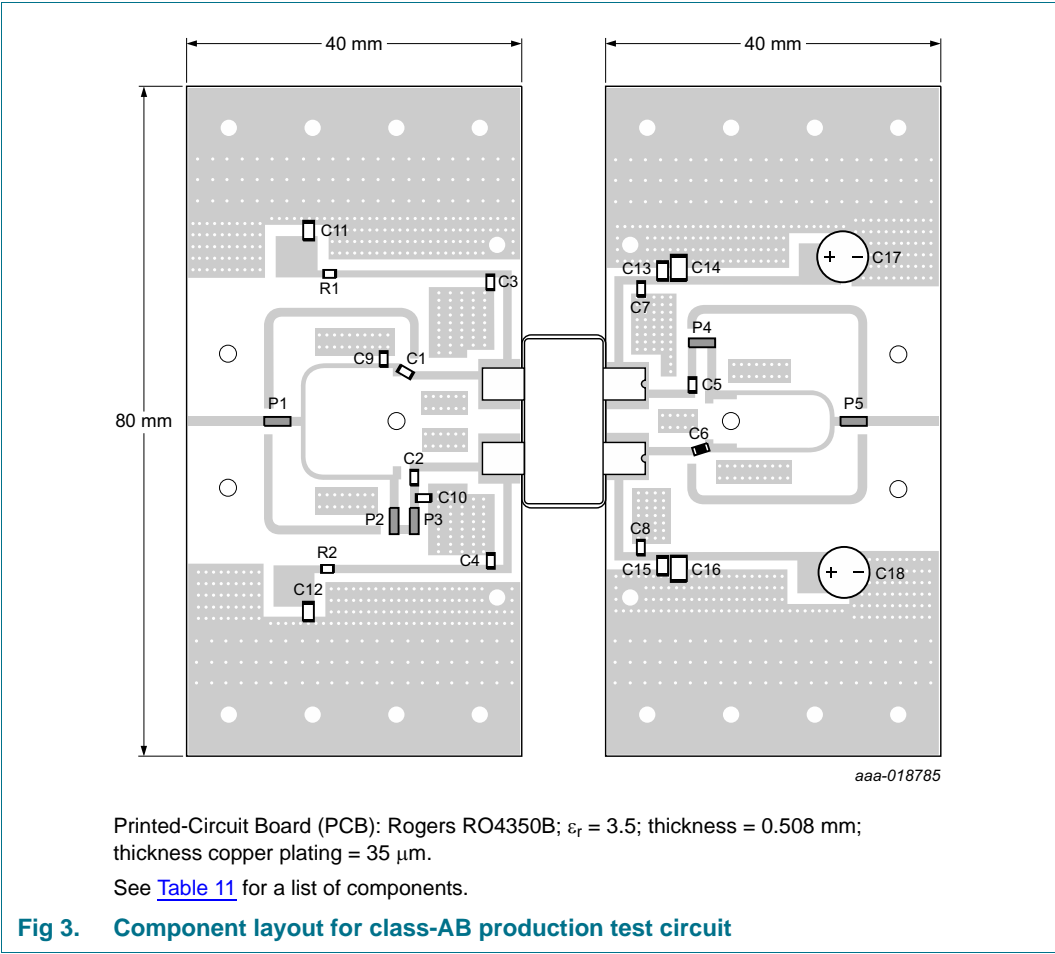 40 mm
40 mm
80 mm
C11
R1
C3
C9
C1
P1
C2
C10
P2
P3
R2
C4
C12
C13
C14
C17
C7
P4
C5
P5
C6
C8
C15
C16
C18
+ −
+ −
aaa-018785
Printed-Circuit Board (PCB): Rogers RO4350B; εr = 3.5; thickness = 0.508 mm;
thickness copper plating = 35 μm.
See Table 11 for a list of components.
Fig 3. Component layout for class-AB production test circuit